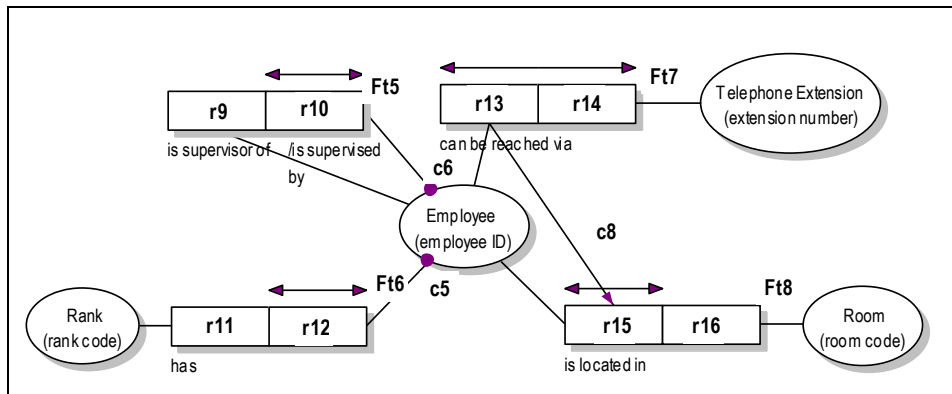 Ft5
r9 r10
is supervisor of /is supervised
by
Ft7
r13 r14
can be reached via
Telephone Extension
(extension number)
c6
Employee
(employee ID)
c8
c5
Ft6
Rank
(rank code)
r11 r12
has
Ft8
r15 r16
is located in
Room
(room code)